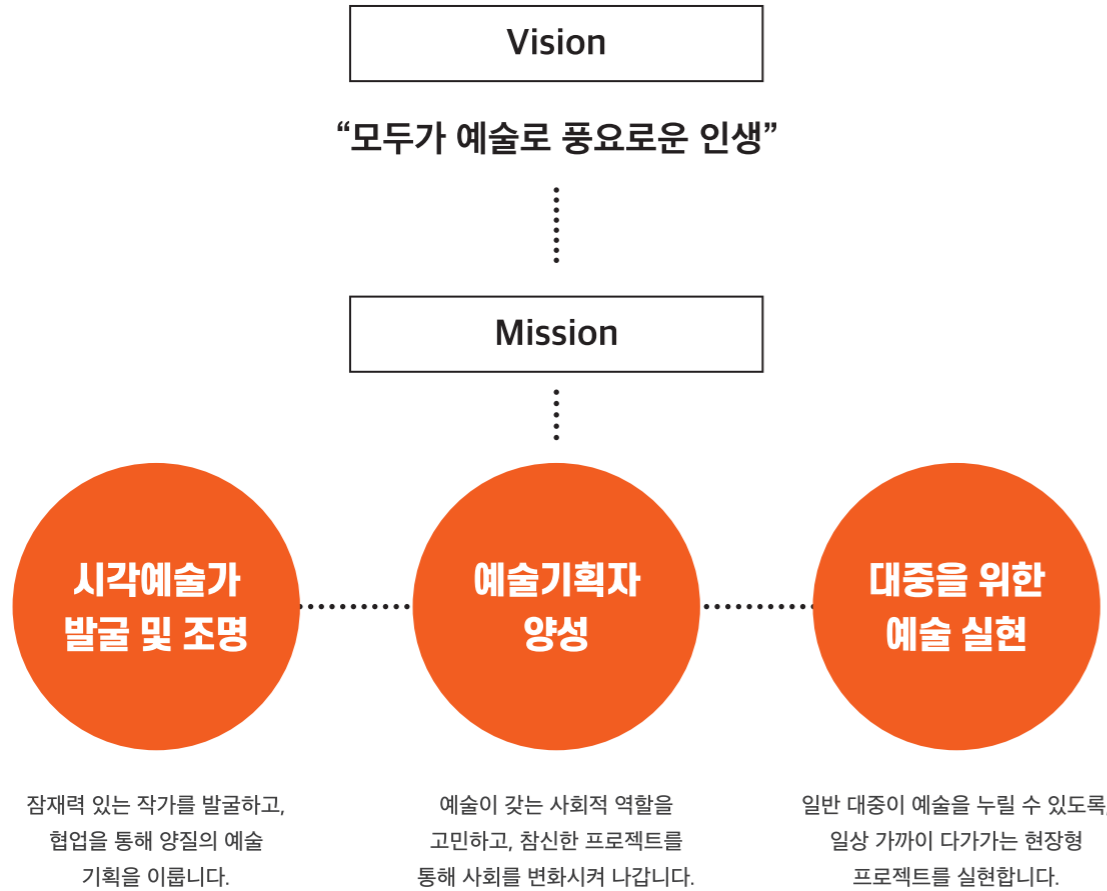 Vision
“모두가 예술로 풍요로운 인생”
Mission
시각예술가
발굴 및 조명
예술기획자
양성
대중을 위한
예술 실현
잠재력 있는 작가를 발굴하고,
협업을 통해 양질의 예술
기획을 이룹니다.
예술이 갖는 사회적 역할을
고민하고, 참신한 프로젝트를
통해 사회를 변화시켜 나갑니다.
일반 대중이 예술을 누릴 수 있도록,
일상 가까이 다가가는 현장형
프로젝트를 실현합니다.